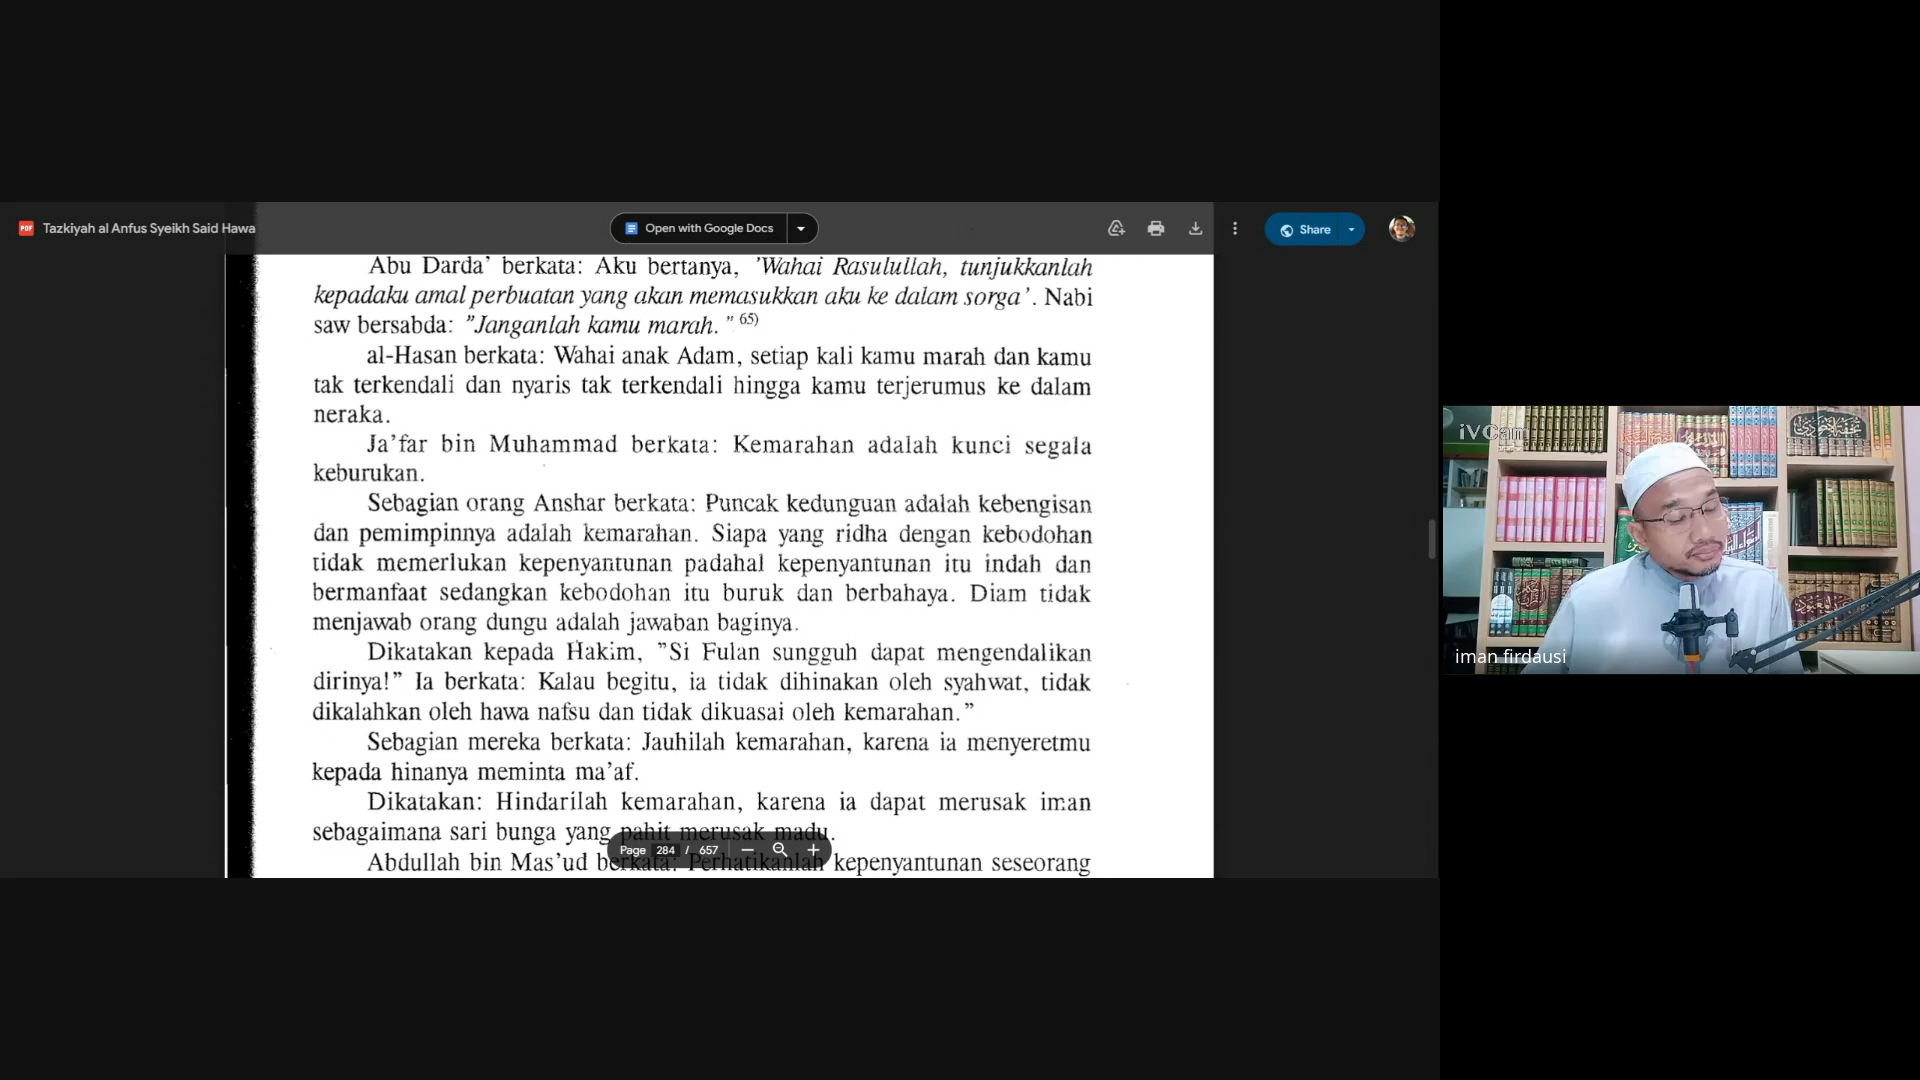 Tazkiyah al Anfus Syeikh Said Hawa
Open with Google Docs
Share
Abu Darda' berkata: Aku bertanya, 'Wahai Rasulullah, tunjukkanlah
kepadaku amal perbuatan yang akan memasukkan aku ke dalam sorga'. Nabi
saw bersabda: "Janganlah kamu marah." 65)
al-Hasan berkata: Wahai anak Adam, setiap kali kamu marah dan kamu
tak terkendali dan nyaris tak terkendali hingga kamu terjerumus ke dalam
neraka.
Ja'far bin Muhammad berkata: Kemarahan adalah kunci segala
keburukan.
Sebagian orang Anshar berkata: Puncak kedunguan adalah kebengisan
dan pemimpinnya adalah kemarahan. Siapa yang ridha dengan kebodohan
tidak memerlukan kepenyantunan padahal kepenyantunan itu indah dan
bermanfaat sedangkan kebodohan itu buruk dan berbahaya. Diam tidak
menjawab orang dungu adalah jawaban baginya.
Dikatakan kepada Hakim, "Si Fulan sungguh dapat mengendalikan
dirinya!" Ia berkata: Kalau begitu, ia tidak dihinakan oleh syahwat, tidak
dikalahkan oleh hawa nafsu dan tidak dikuasai oleh kemarahan."
Sebagian mereka berkata: Jauhilah kemarahan, karena ia menyeretmu
kepada hinanya meminta ma'af.
Dikatakan: Hindarilah kemarahan, karena ia dapat merusak iman
sebagaimana sari bunga yang pahit merusak madu.
Abdullah bin Mas'ud berkata: Perhatikanlah kepenyantunan seseorang
Page 284 / 657
iVCam
iman firdausi